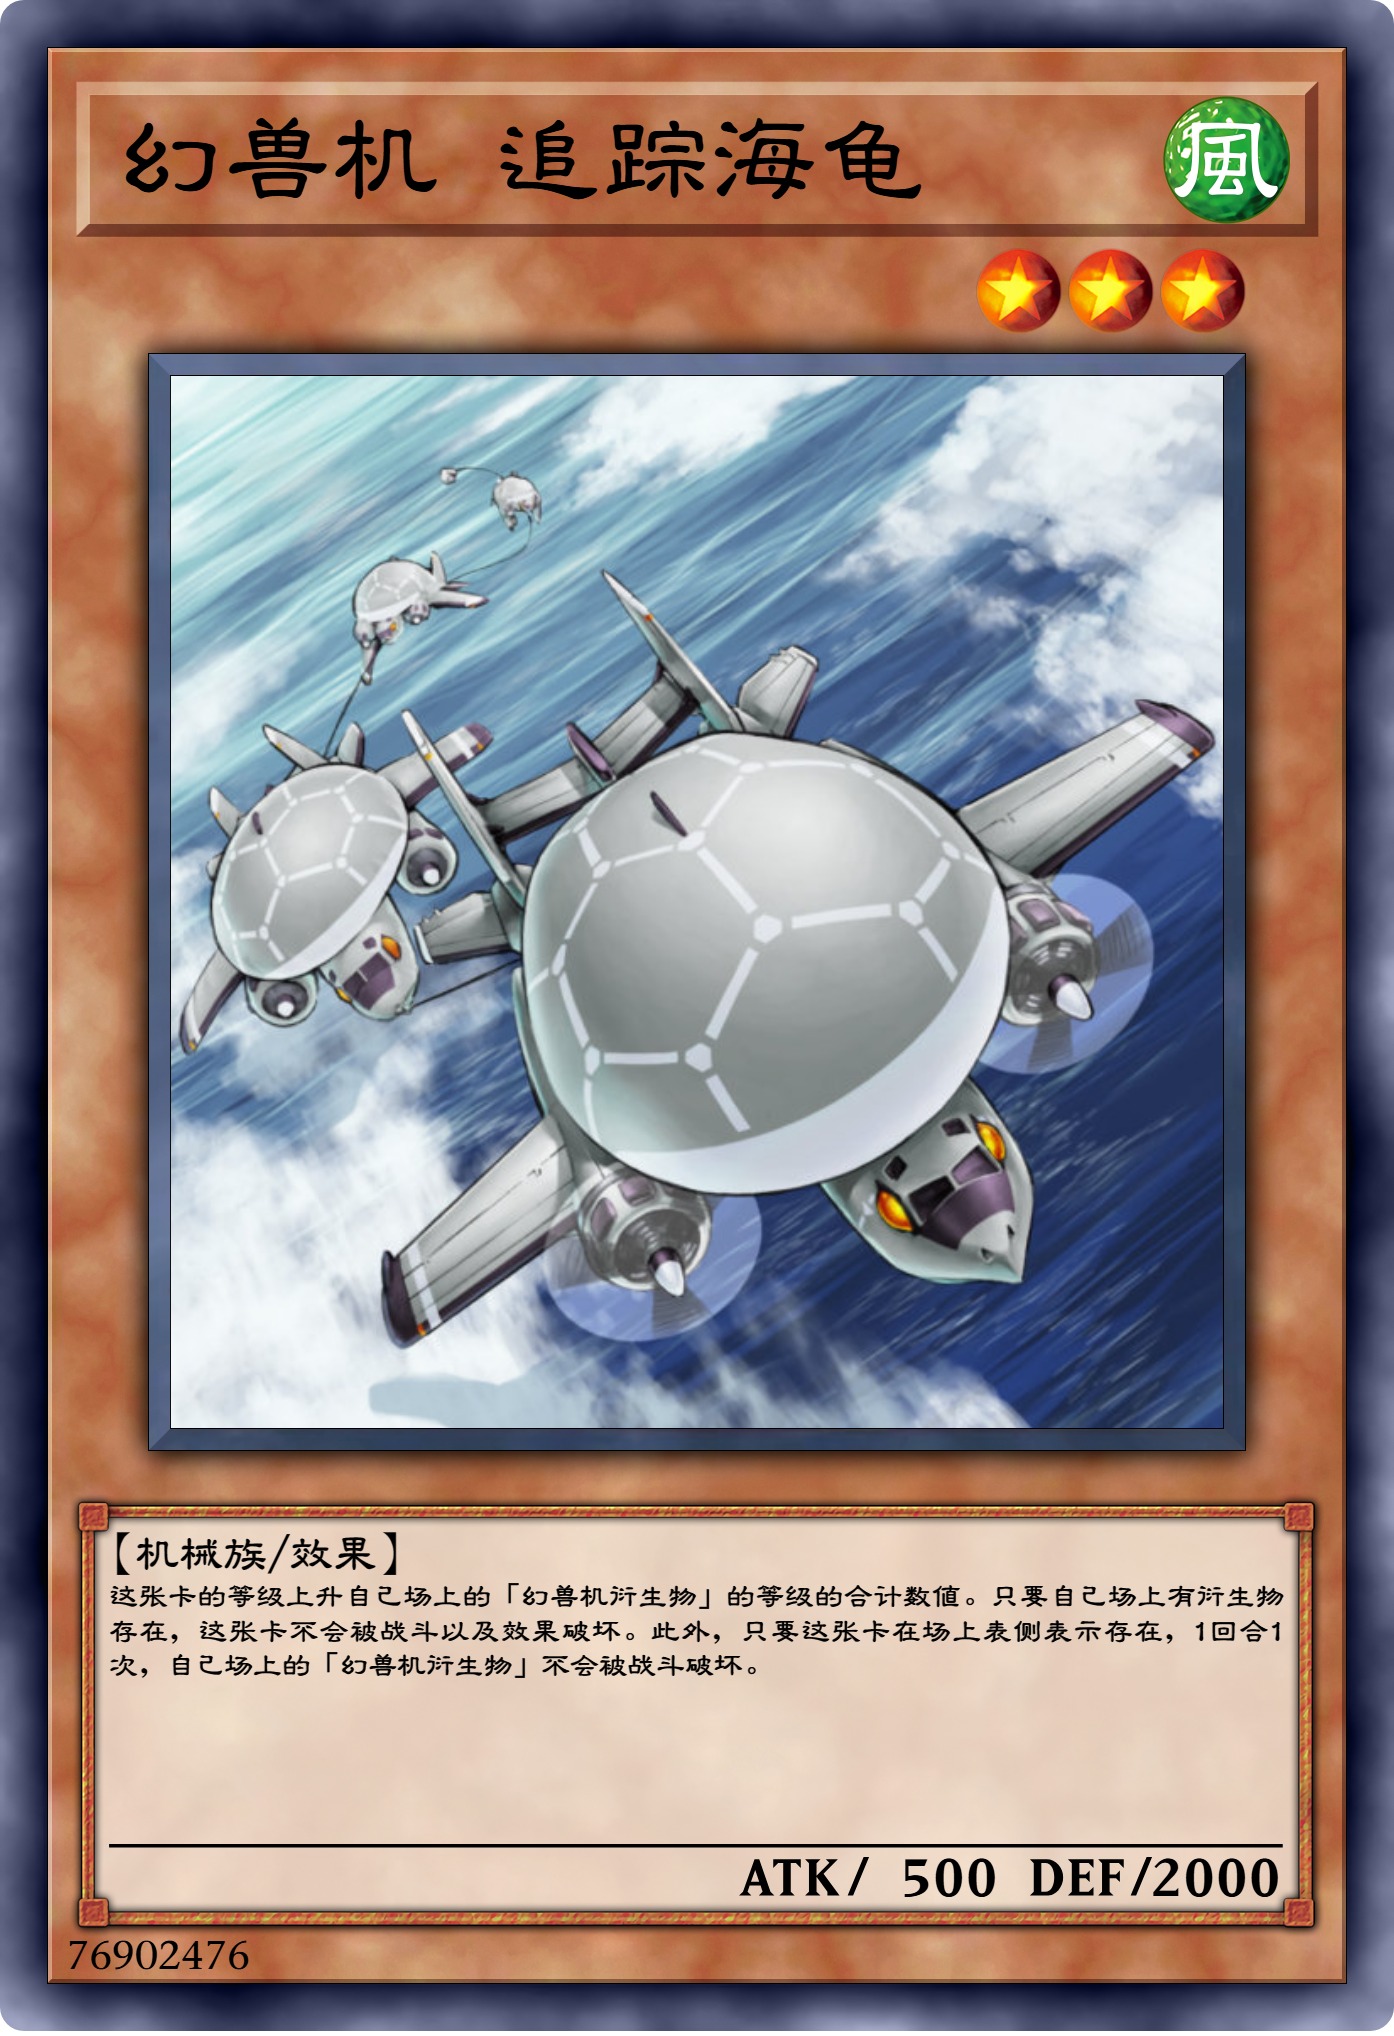 幻兽机 追踪海龟
風
【机械族/效果】
这张卡的等级上升自己场上的「幻兽机衍生物」的等级的合计数值。只要自己场上有衍生物
存在，这张卡不会被战斗以及效果破坏。此外，只要这张卡在场上表侧表示存在，1回合1
次，自己场上的「幻兽机衍生物」不会被战斗破坏。
ATK/ 500 DEF/2000
76902476